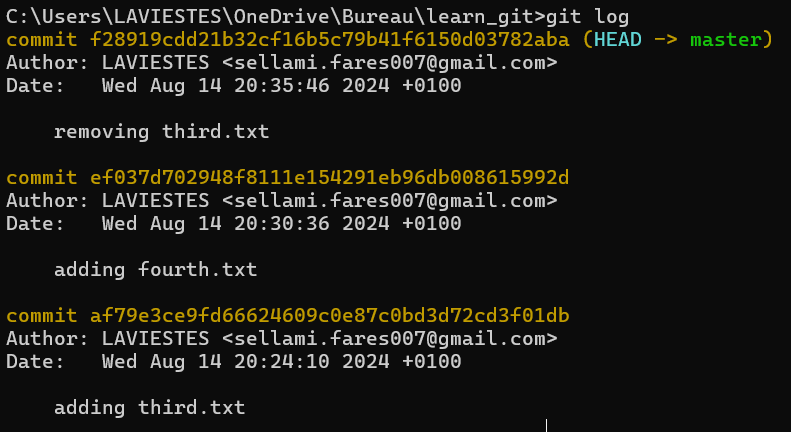 C:\Users\LAVIESTES\OneDrive\Bureau\learn_git>git log
commit f28919cdd21b32cf16b5c79b41f6150d03782aba (HEAD -> master)
Author: LAVIESTES <sellami.fares007@gmail.com>
Date:   Wed Aug 14 20:35:46 2024 +0100
    removing third.txt
commit ef037d702948f8111e154291eb96db008615992d
Author: LAVIESTES <sellami.fares007@gmail.com>
Date:   Wed Aug 14 20:30:36 2024 +0100
    adding fourth.txt
commit af79e3ce9fd66624609c0e87c0bd3d72cd3f01db
Author: LAVIESTES <sellami.fares007@gmail.com>
Date:   Wed Aug 14 20:24:10 2024 +0100
    adding third.txt